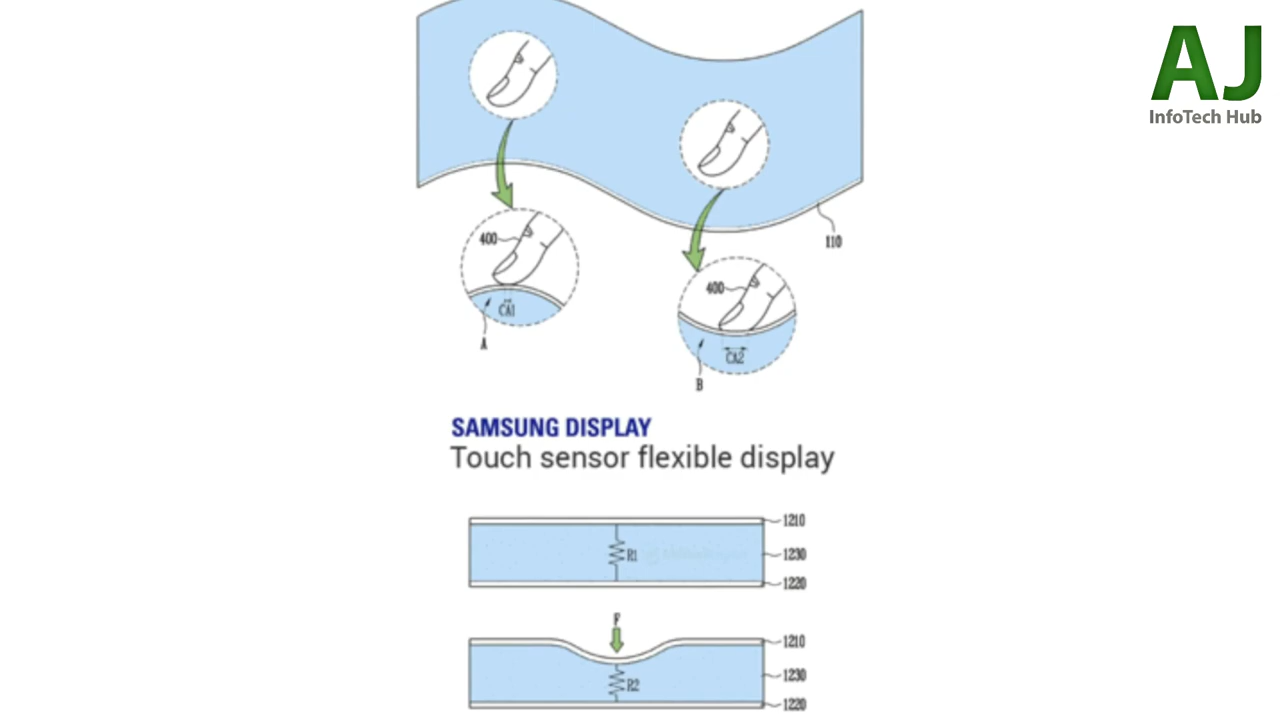 AJ
InfoTech Hub
110
400
CA1
A
400
CA2
B
SAMSUNG DISPLAY
Touch sensor flexible display
1210
R1
1230
1220
F
1210
1230
R2
1220